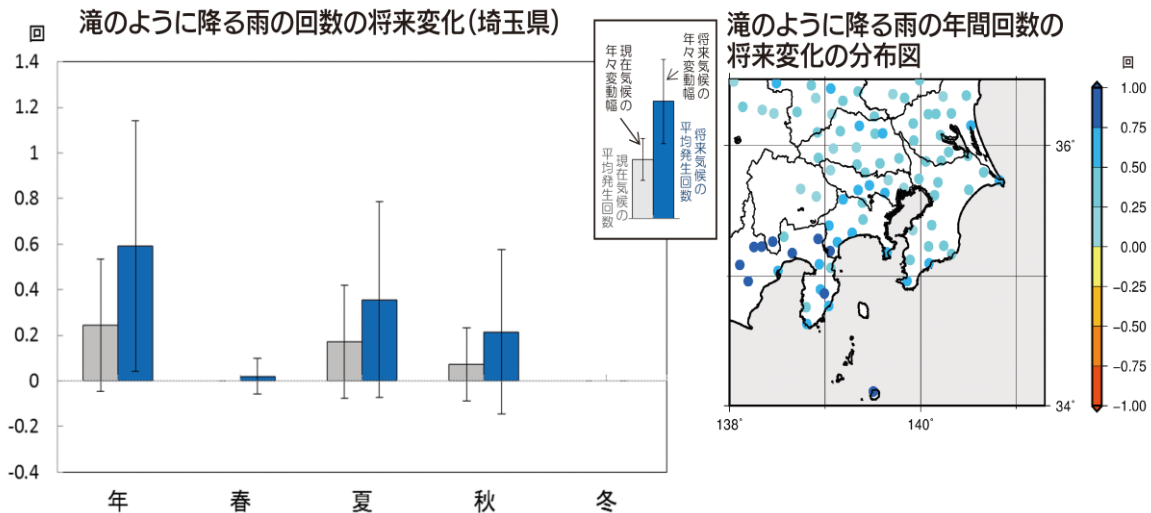 滝のように降る雨の回数の将来変化(埼玉県)
回
1.4
1.2
1
0.8
0.6
0.4
0.2
0
-0.2
-0.4
年
春
夏
秋
冬
将来気候の
年々変動幅
現在気候の
年々変動幅
将来気候の
平均発生回数
現在気候の
平均発生回数
滝のように降る雨の年間回数の
将来変化の分布図
回
1.00
0.75
0.50
0.25
0.00
−0.25
−0.50
−0.75
−1.00
36°
34°
138°
140°